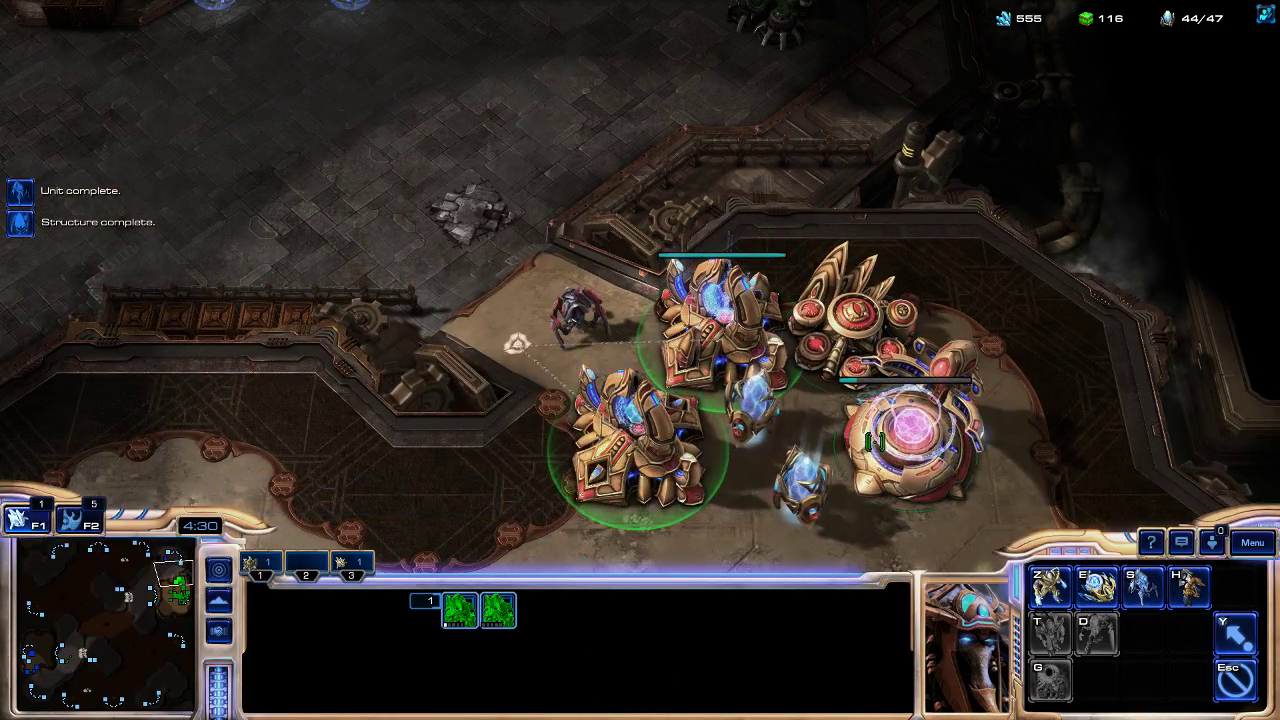 555 116 44/47
Unit complete.
Structure complete.
1 5
F1 F2 4:30
1 1
1 2 3
1
? 0 Menu
Z E S H
T D Y
G Esc